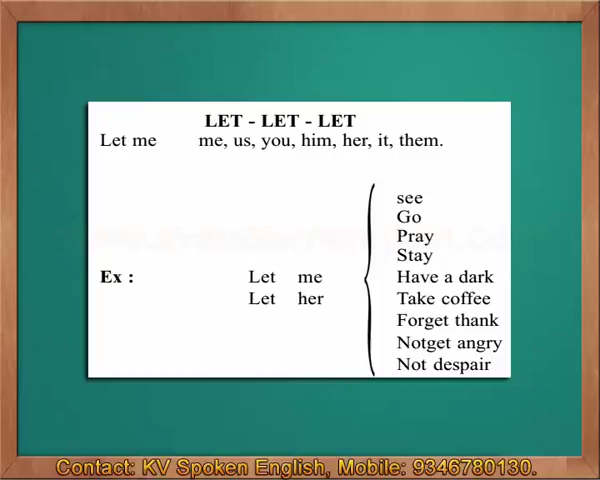 LET - LET - LET
Let me me, us, you, him, her, it, them.
see
Go
Pray
Stay
Ex : Let me Have a dark
Let her Take coffee
Forget thank
Notget angry
Not despair
Contact: KV Spoken English, Mobile: 9346780130.